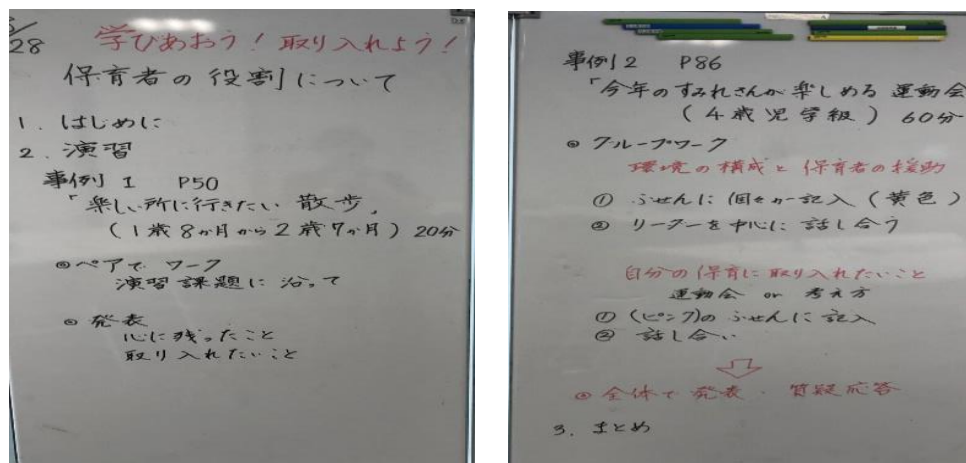 /28 学びあおう！取り入れよう！
保育者の役割について
1. はじめに
2. 演習
事例1 P50
「楽しい所に行きたい 散歩」
(1歳8か月から2歳7か月) 20分
◎ペアでワーク
演習課題に沿って
◎発表
心に残ったこと
取り入れたいこと
事例2 P86
「今年のすみれさんが楽しめる 運動会
(4歳児学級) 60分
◎グループワーク
環境の構成と保育者の援助
① ふせんに個々が記入(黄色)
② リーダーを中心に話し合う
自分の保育に取り入れたいこと
運動会 or 考え方
① (ピンク)のふせんに記入
② 話し合い
◎全体で発表・質疑応答
3. まとめ